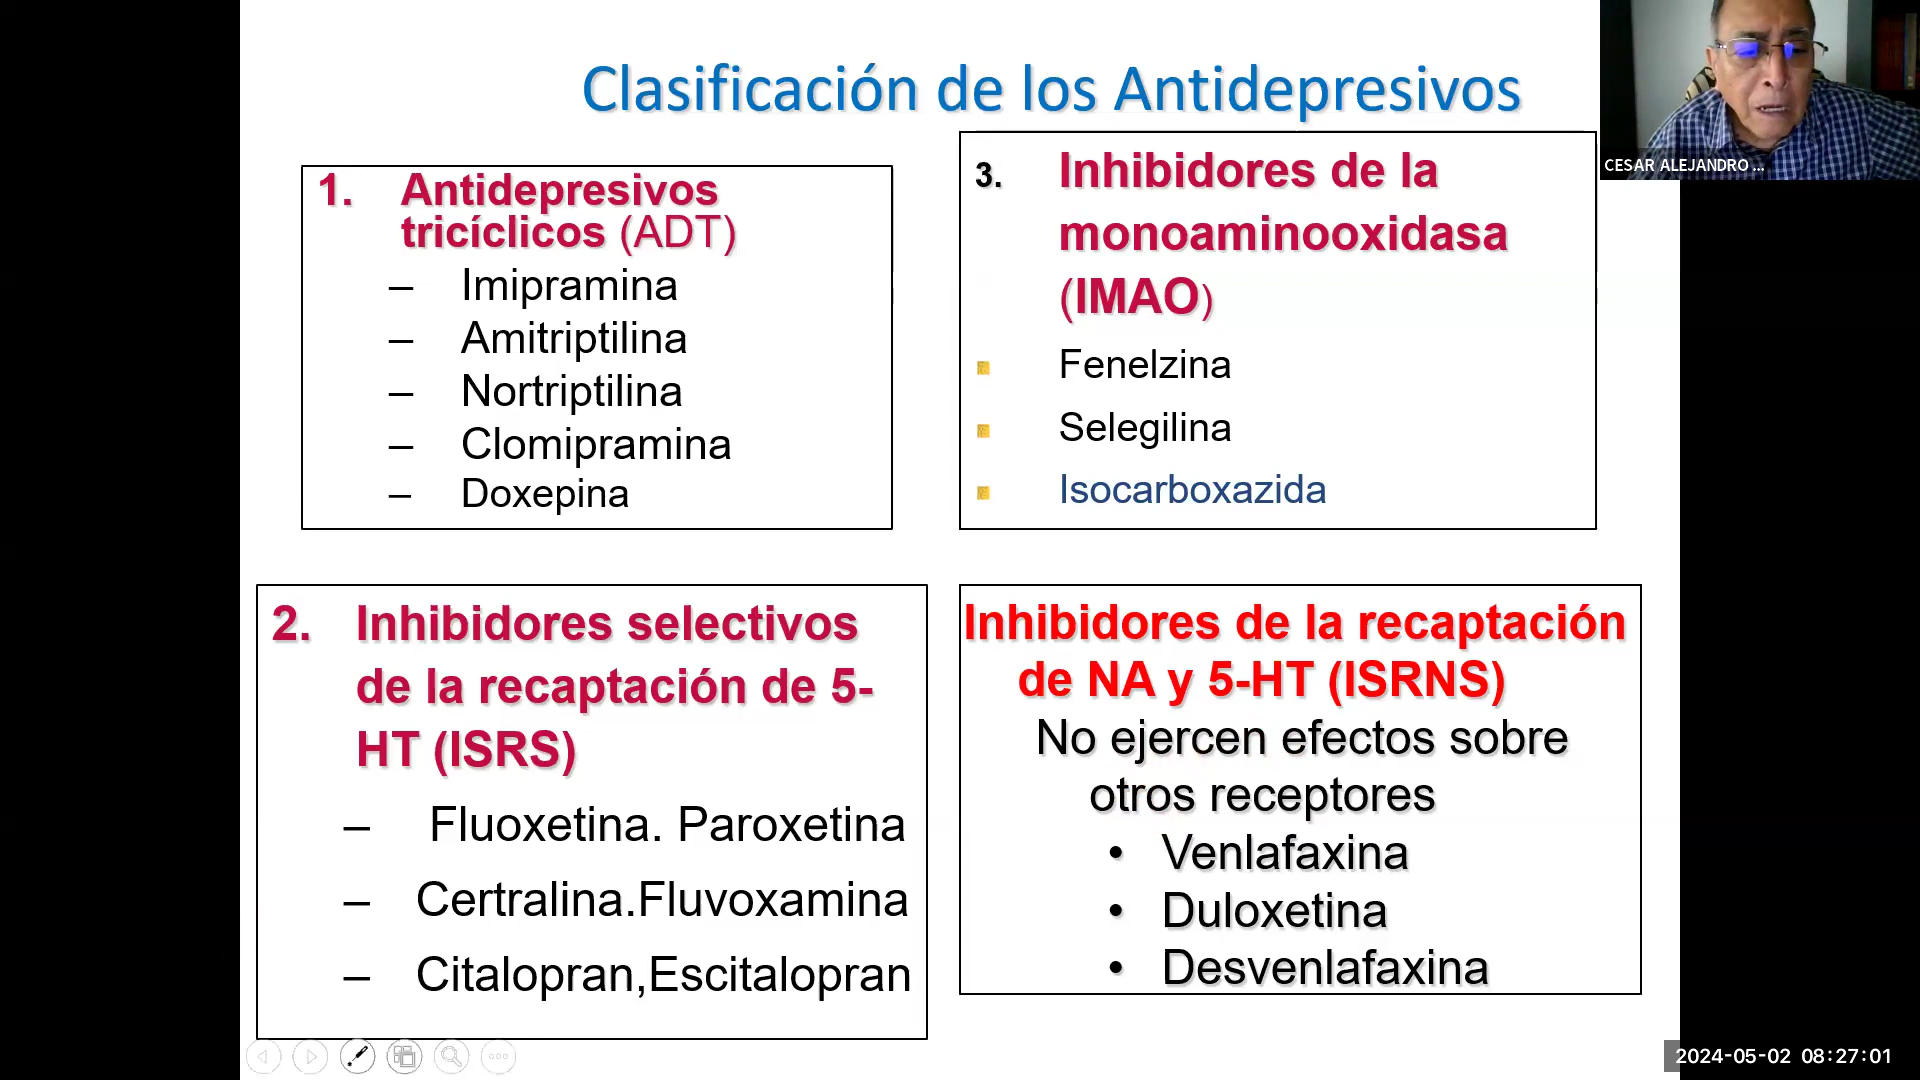 Clasificación de los Antidepresivos
1. Antidepresivos
tricíclicos (ADT)
– Imipramina
– Amitriptilina
– Nortriptilina
– Clomipramina
– Doxepina
3. Inhibidores de la
monoaminooxidasa
(IMAO)
Fenelzina
Selegilina
Isocarboxazida
2. Inhibidores selectivos
de la recaptación de 5-
HT (ISRS)
– Fluoxetina. Paroxetina
– Certralina.Fluvoxamina
– Citalopran,Escitalopran
Inhibidores de la recaptación
de NA y 5-HT (ISRNS)
No ejercen efectos sobre
otros receptores
• Venlafaxina
• Duloxetina
• Desvenlafaxina
CESAR ALEJANDRO ...
2024-05-02 08:27:01